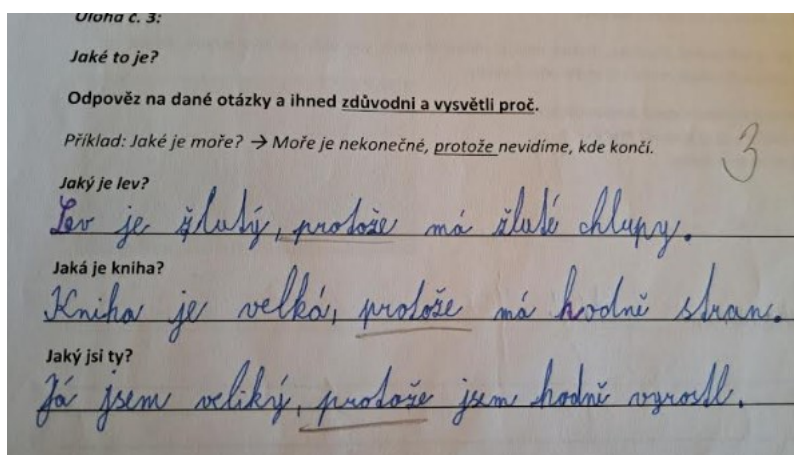 Úloha č. 3:
Jaké to je?
Odpověz na dané otázky a ihned zdůvodni a vysvětli proč.
Příklad: Jaké je moře? → Moře je nekonečné, protože nevidíme, kde končí.
3
Jaký je lev?
Lev je žlutý, protože má žluté chlupy.
Jaká je kniha?
Kniha je velká, protože má hodně stran.
Jaký jsi ty?
Já jsem veliký, protože jsem hodně vyrostl.